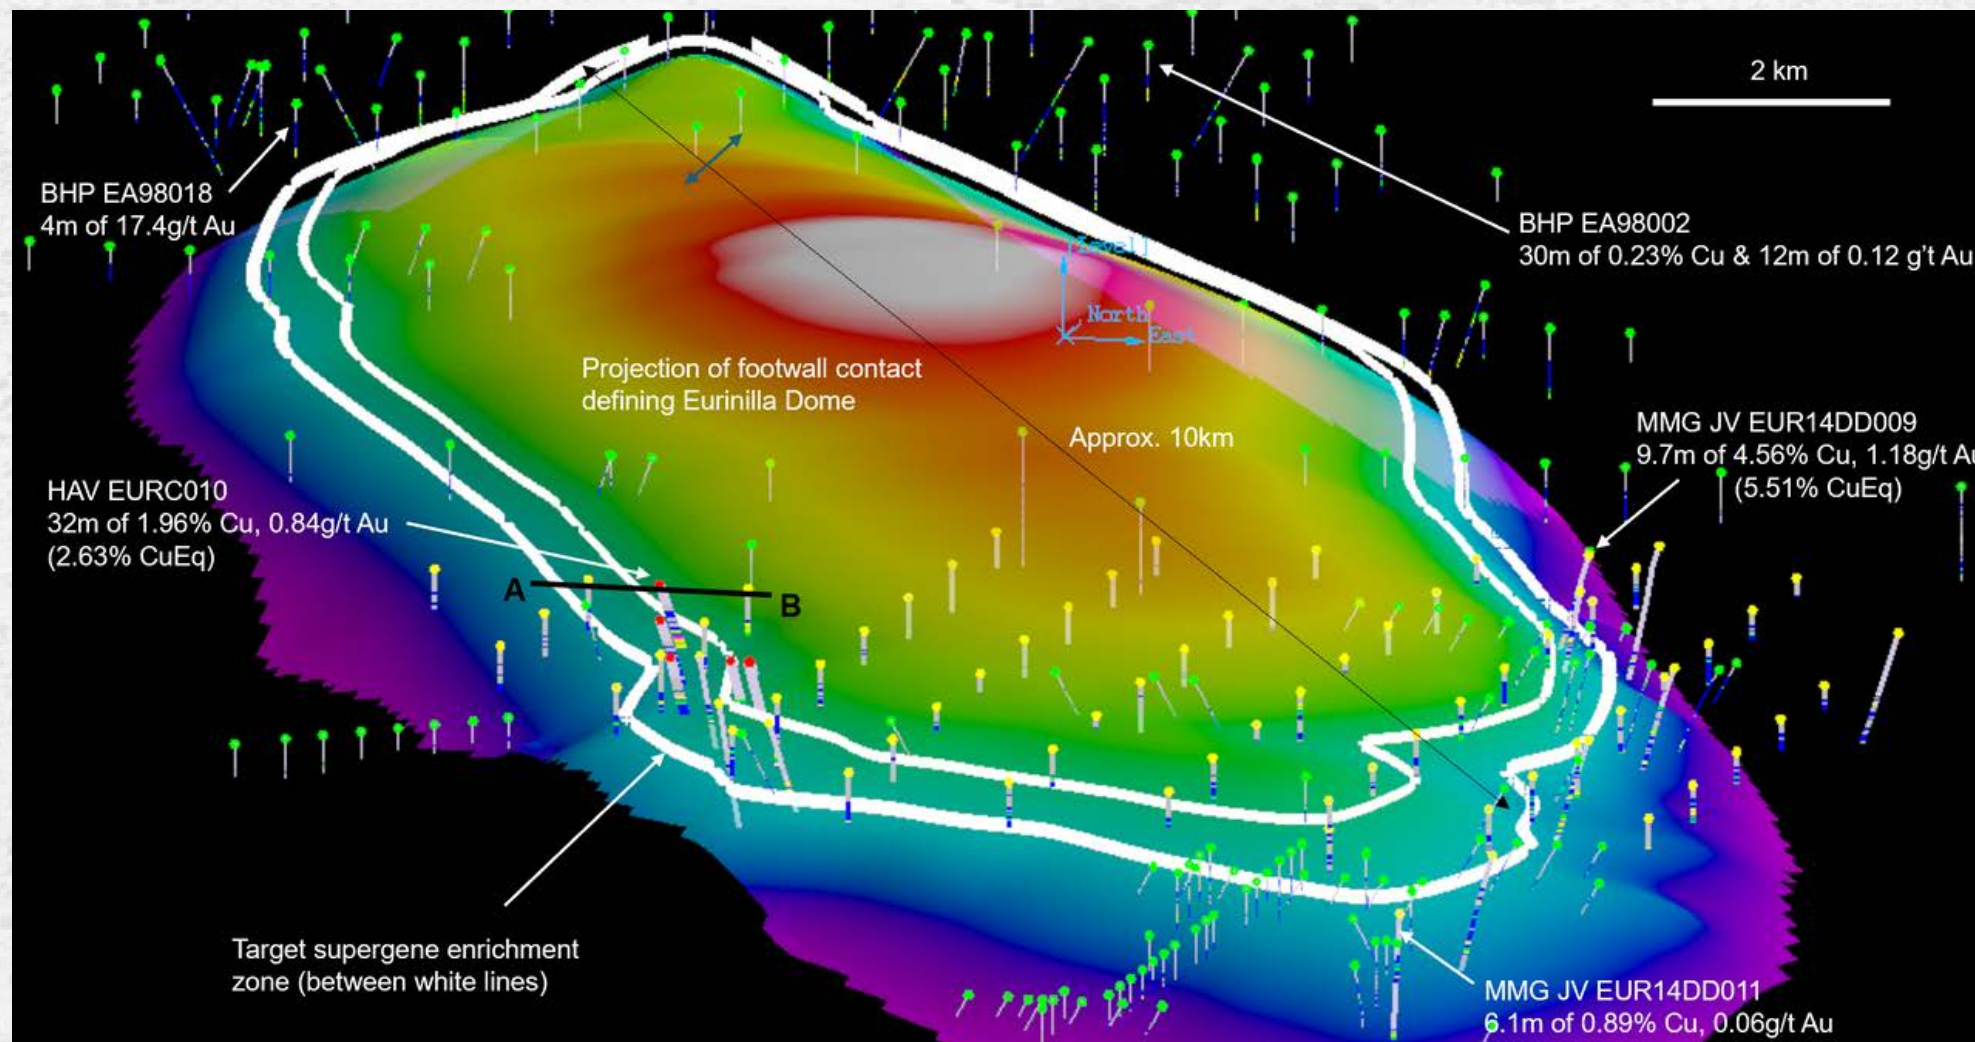 2 km
BHP EA98018
4m of 17.4g/t Au
BHP EA98002
30m of 0.23% Cu & 12m of 0.12 g't Au
[Level]
North
East
Projection of footwall contact
defining Eurinilla Dome
Approx. 10km
MMG JV EUR14DD009
9.7m of 4.56% Cu, 1.18g/t Au
(5.51% CuEq)
HAV EURC010
32m of 1.96% Cu, 0.84g/t Au
(2.63% CuEq)
A
B
Target supergene enrichment
zone (between white lines)
MMG JV EUR14DD011
6.1m of 0.89% Cu, 0.06g/t Au